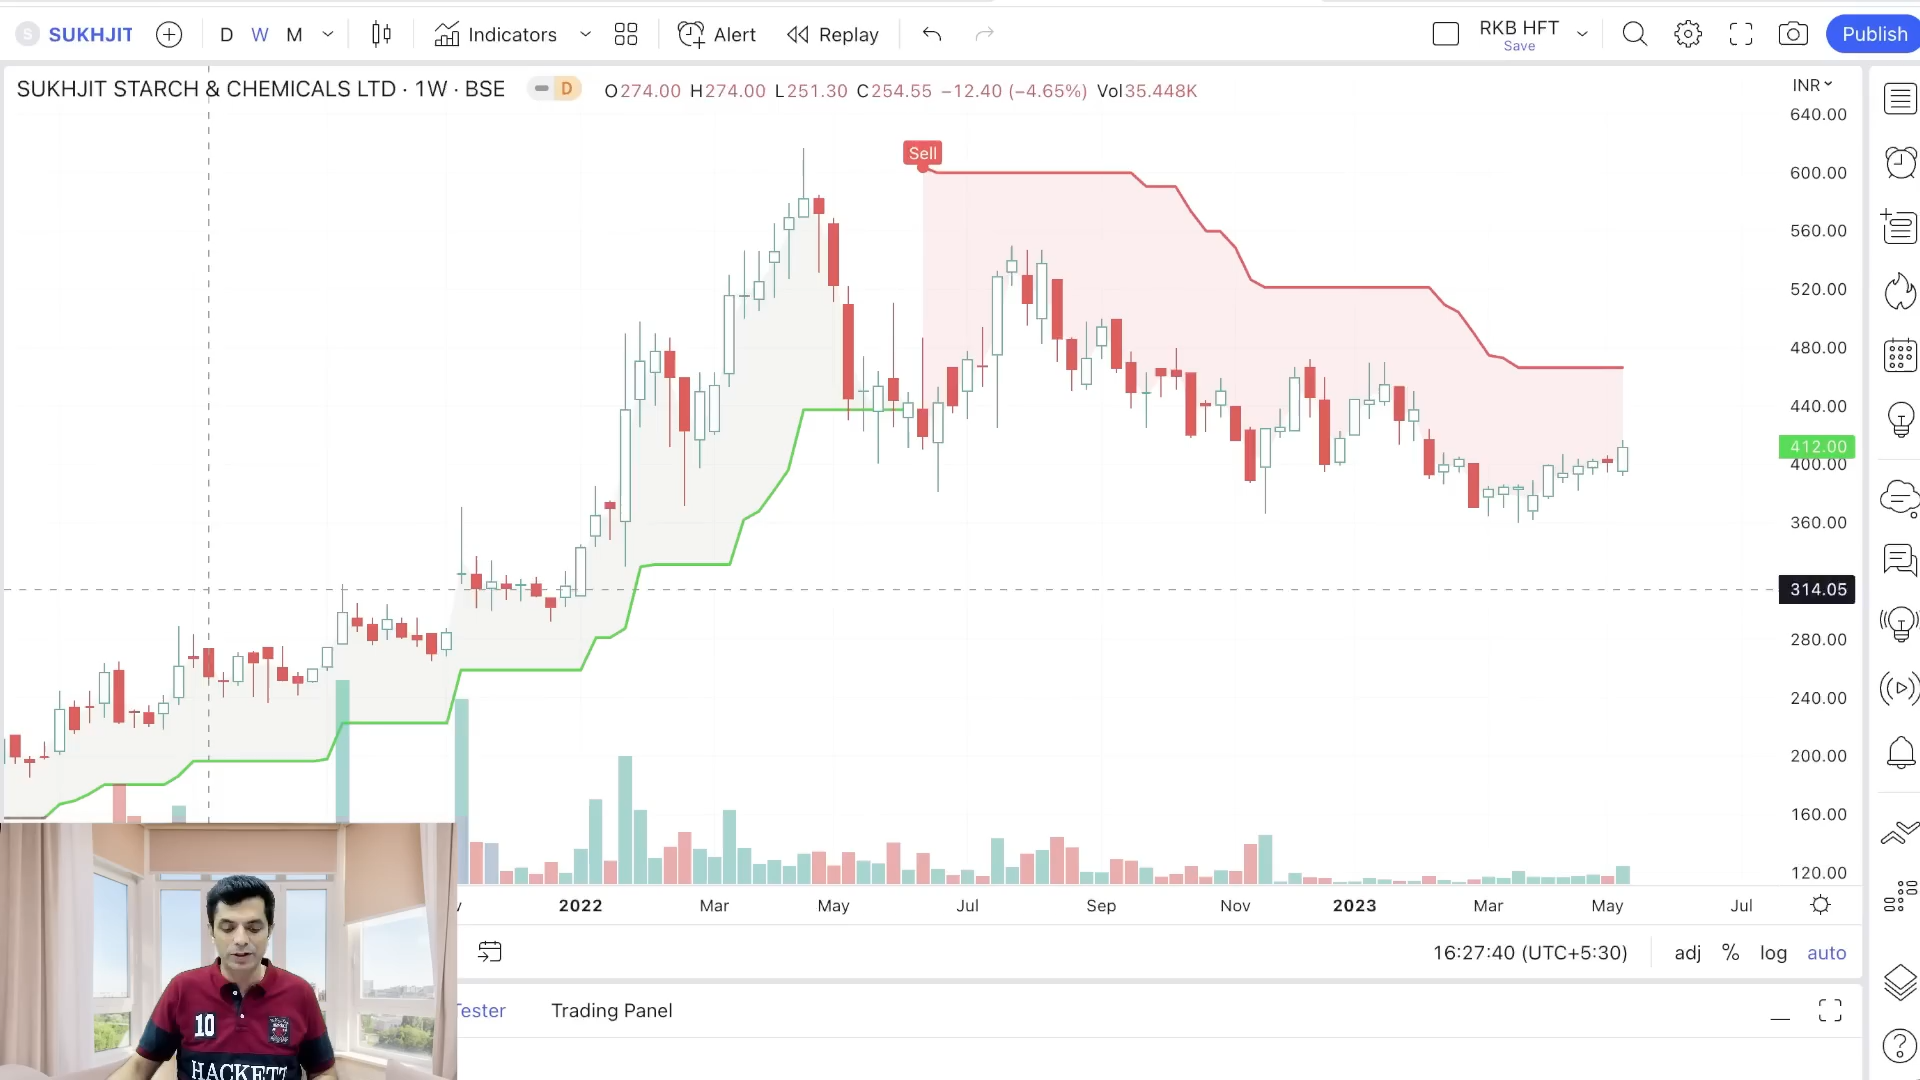 S SUKHJIT D W M Indicators Alert Replay RKB HFT Save Publish
SUKHJIT STARCH & CHEMICALS LTD · 1W · BSE D O274.00 H274.00 L251.30 C254.55 −12.40 (−4.65%) Vol35.448K
INR
640.00
Sell
600.00
560.00
520.00
480.00
440.00
412.00
400.00
360.00
314.05
280.00
240.00
200.00
160.00
120.00
2022 Mar May Jul Sep Nov 2023 Mar May Jul
16:27:40 (UTC+5:30) adj % log auto
Tester Trading Panel
10
HACKETT